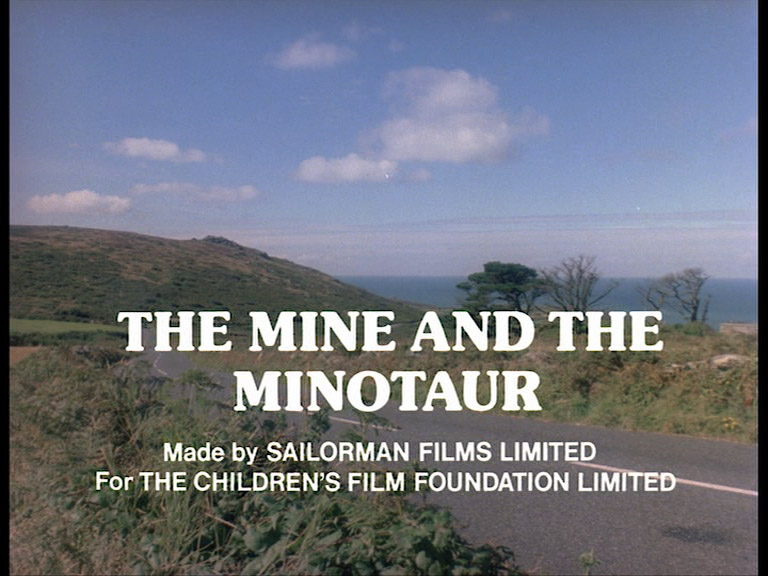 THE MINE AND THE
MINOTAUR
Made by SAILORMAN FILMS LIMITED
For THE CHILDREN'S FILM FOUNDATION LIMITED